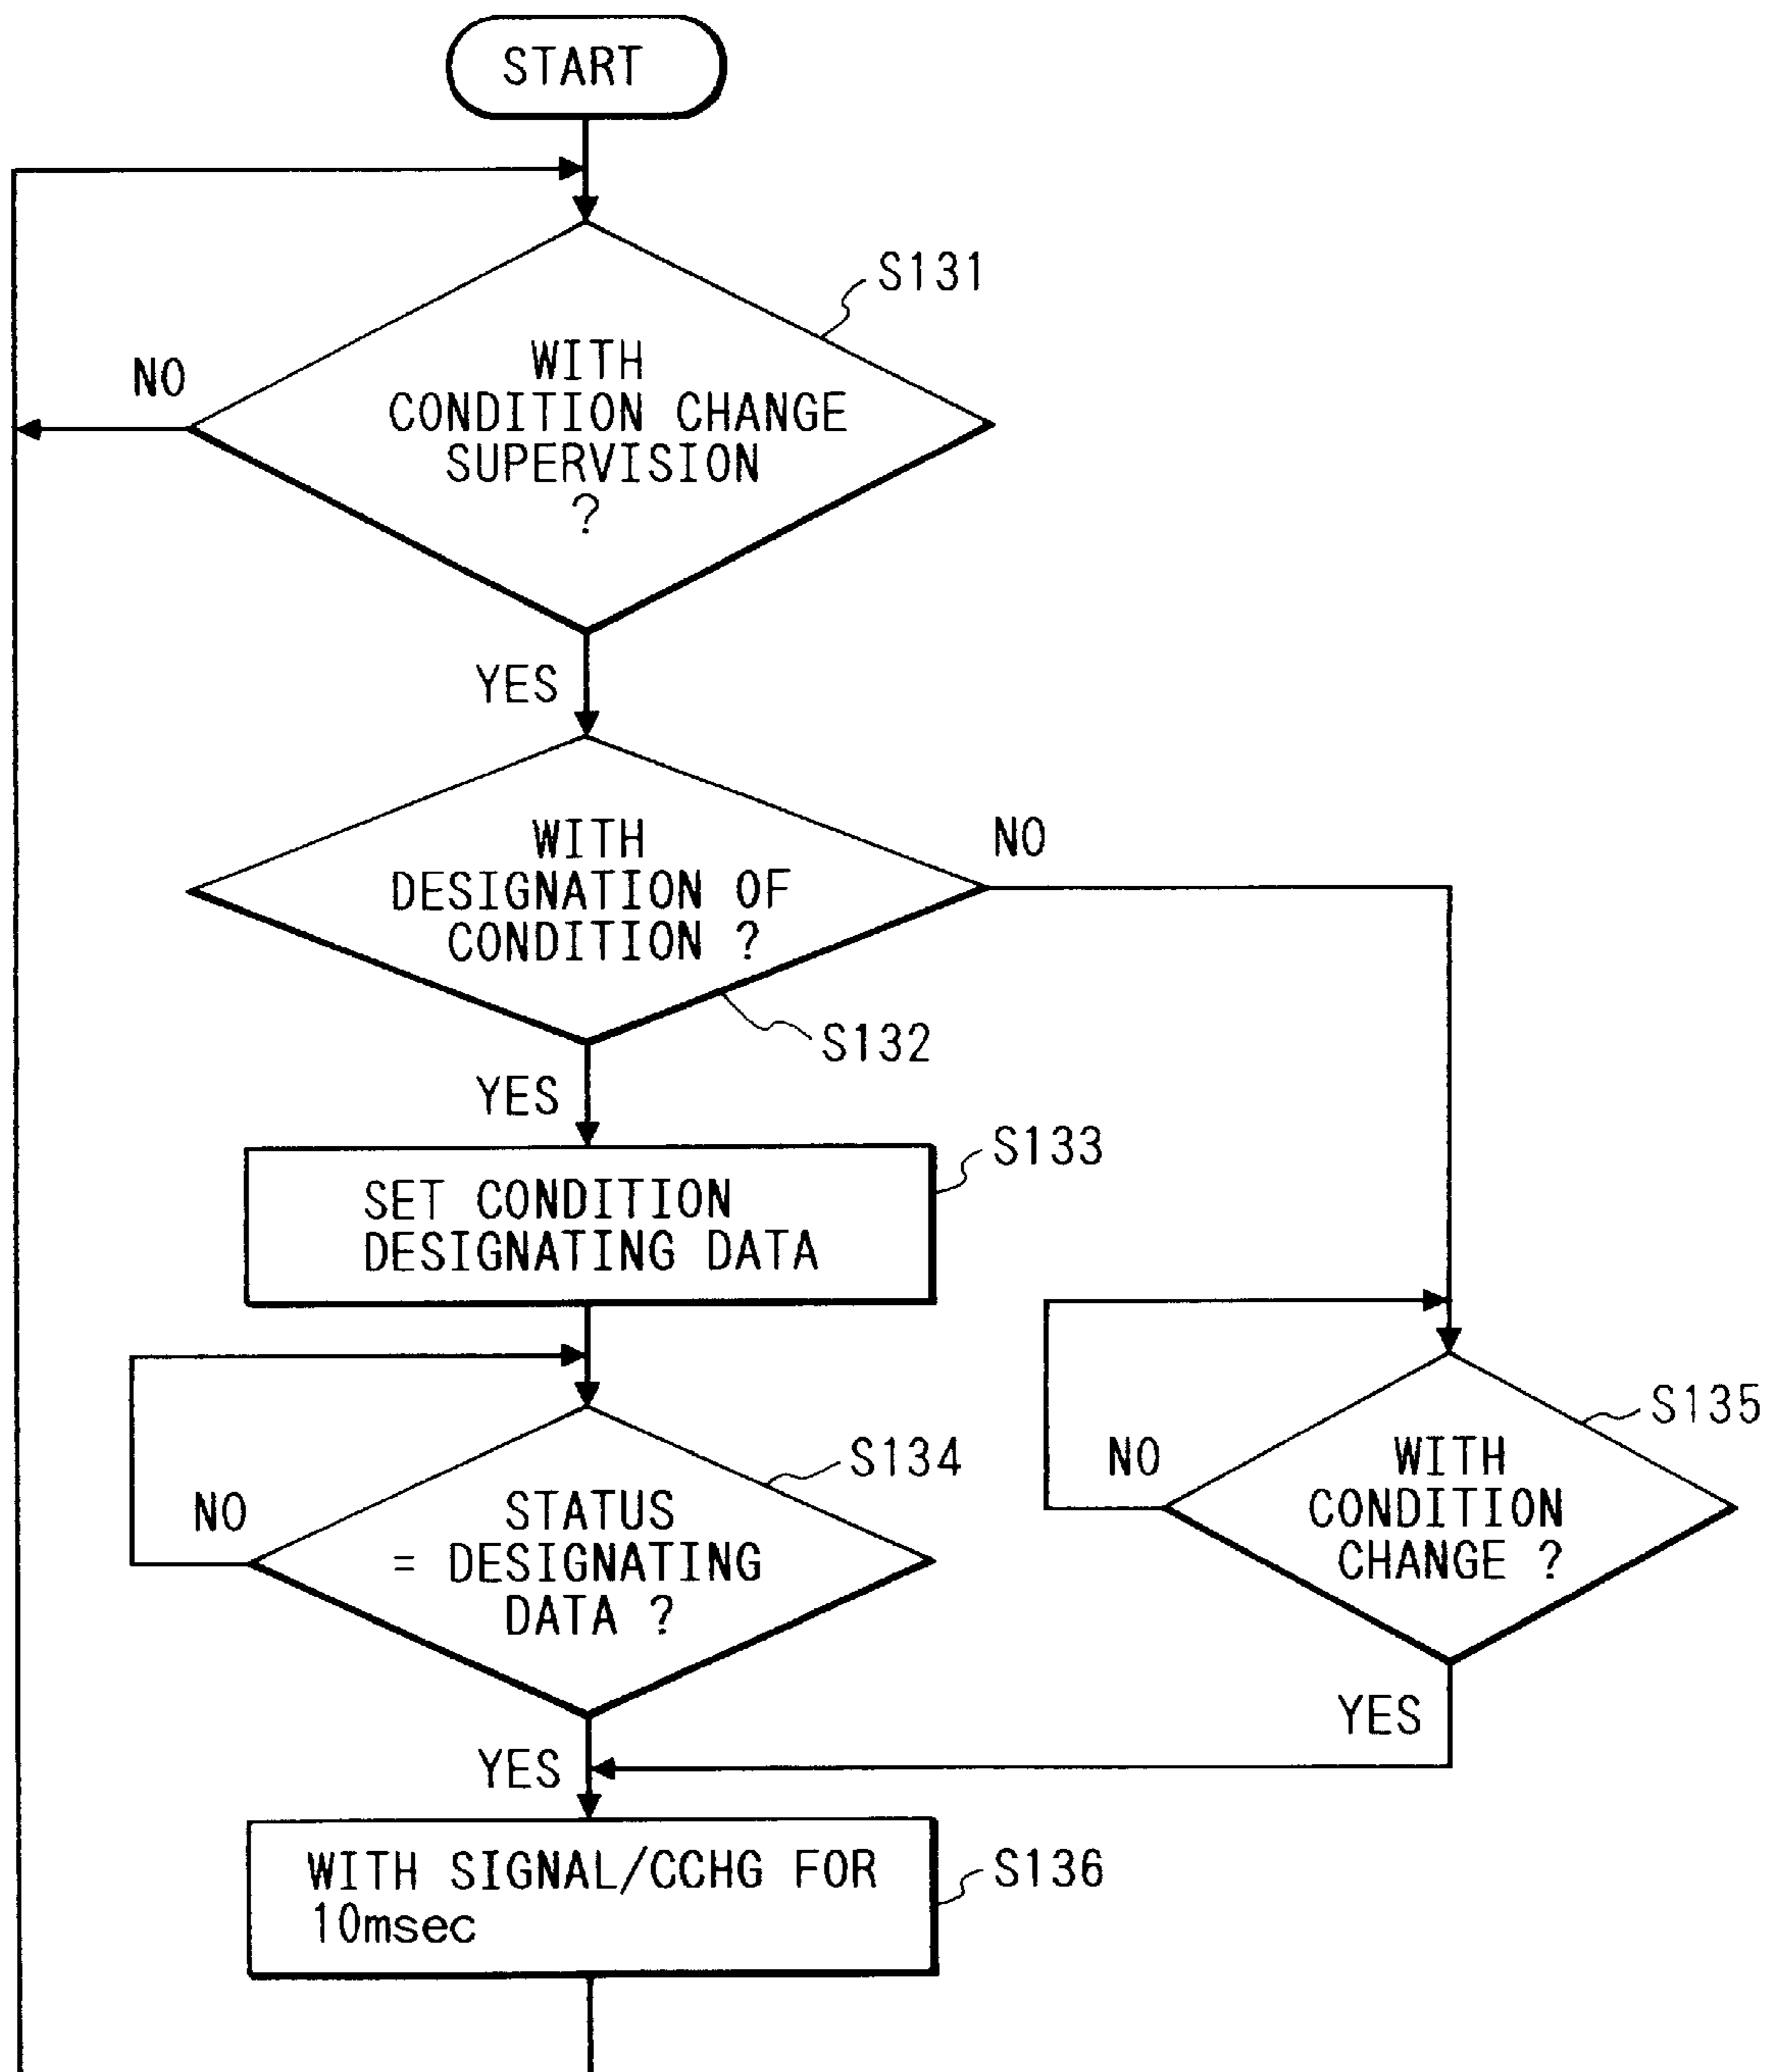 START
S131
NO
WITH
CONDITION CHANGE
SUPERVISION
?
YES
NO
WITH
DESIGNATION OF
CONDITION ?
S132
YES
S133
SET CONDITION
DESIGNATING DATA
S134
NO
STATUS
= DESIGNATING
DATA ?
S135
NO
WITH
CONDITION
CHANGE ?
YES
YES
WITH SIGNAL/CCHG FOR
10msec
S136